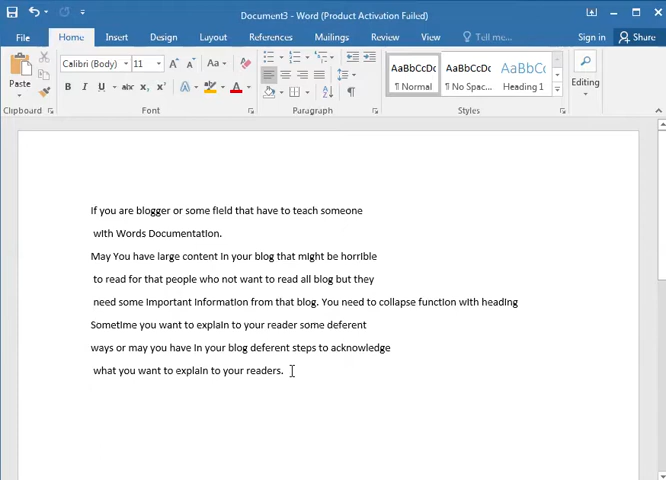 Document3 - Word (Product Activation Failed)
File Home Insert Design Layout References Mailings Review View Tell me... Sign in Share
Calibri (Body) 11 A A Aa
Paste
B I U abc X₂ X² A A
AaBbCcDc AaBbCcDc AaBbCc
¶ Normal ¶ No Spac... Heading 1
Editing
Clipboard Font Paragraph Styles
If you are blogger or some field that have to teach someone
with Words Documentation.
May You have large content in your blog that might be horrible
to read for that people who not want to read all blog but they
need some important information from that blog. You need to collapse function with heading
Sometime you want to explain to your reader some deferent
ways or may you have in your blog deferent steps to acknowledge
what you want to explain to your readers.